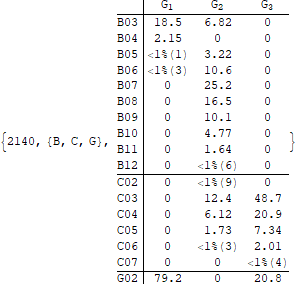 G₁ G₂ G₃
B03 18.5 6.82 0
B04 2.15 0 0
B05 <1%(1) 3.22 0
B06 <1%(3) 10.6 0
B07 0 25.2 0
B08 0 16.5 0
B09 0 10.1 0
{2140, {B, C, G}, B10 0 4.77 0 }
B11 0 1.64 0
B12 0 <1%(6) 0
C02 0 <1%(9) 0
C03 0 12.4 48.7
C04 0 6.12 20.9
C05 0 1.73 7.34
C06 0 <1%(3) 2.01
C07 0 0 <1%(4)
G02 79.2 0 20.8